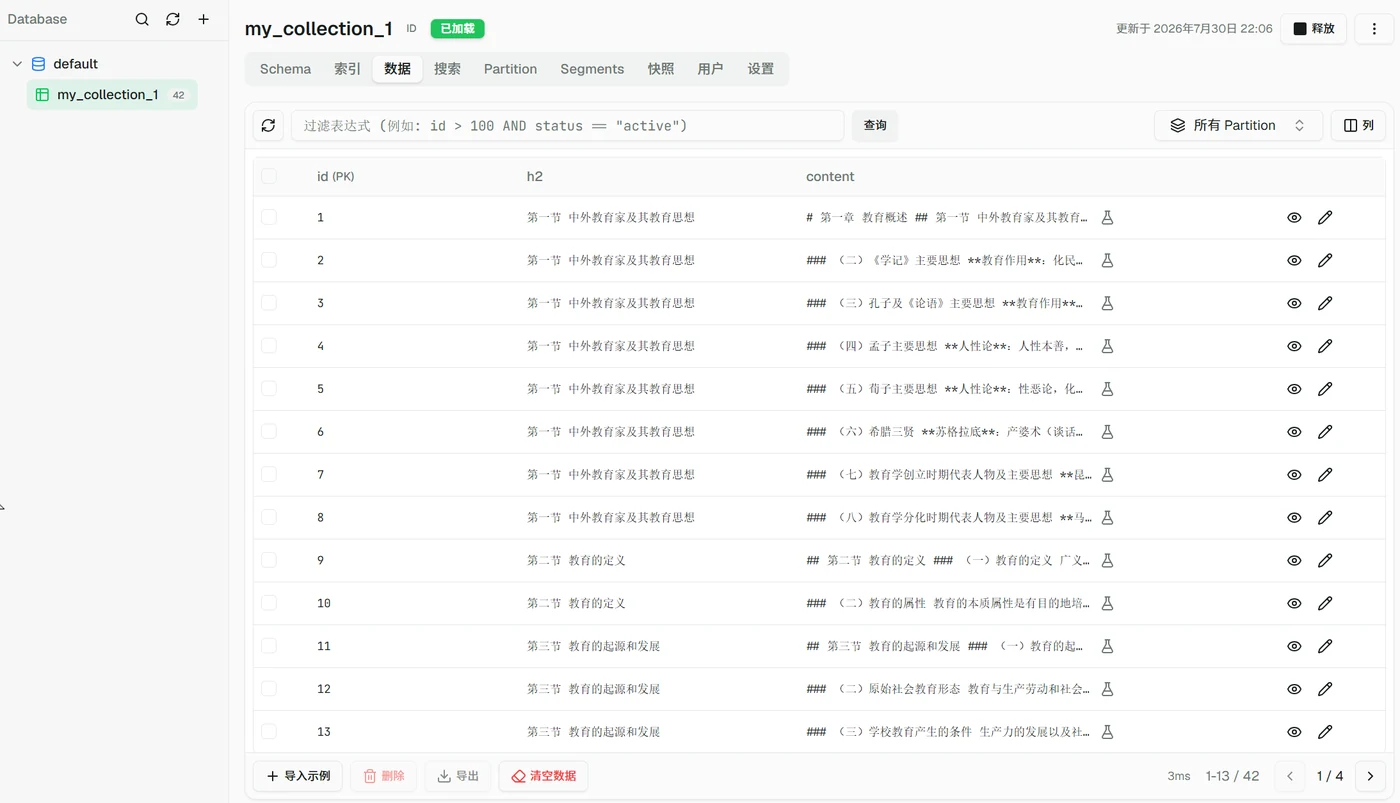 Database
default
my_collection_1 42
my_collection_1 ID 已加载
更新于 2026年7月30日 22:06 释放
Schema 索引 数据 搜索 Partition Segments 快照 用户 设置
过滤表达式 (例如: id > 100 AND status == "active") 查询 所有 Partition 列
id (PK) h2 content
1 第一节 中外教育家及其教育思想 # 第一章 教育概述 ## 第一节 中外教育家及其教育…
2 第一节 中外教育家及其教育思想 ### （二）《学记》主要思想 **教育作用**：化民…
3 第一节 中外教育家及其教育思想 ### （三）孔子及《论语》主要思想 **教育作用**…
4 第一节 中外教育家及其教育思想 ### （四）孟子主要思想 **人性论**：人性本善，…
5 第一节 中外教育家及其教育思想 ### （五）荀子主要思想 **人性论**：性恶论，化…
6 第一节 中外教育家及其教育思想 ### （六）希腊三贤 **苏格拉底**：产婆术（谈话…
7 第一节 中外教育家及其教育思想 ### （七）教育学创立时期代表人物及主要思想 **昆…
8 第一节 中外教育家及其教育思想 ### （八）教育学分化时期代表人物及主要思想 **马…
9 第二节 教育的定义 ## 第二节 教育的定义 ### （一）教育的定义 广义…
10 第二节 教育的定义 ### （二）教育的属性 教育的本质属性是有目的地培…
11 第三节 教育的起源和发展 ## 第三节 教育的起源和发展 ### （一）教育的起…
12 第三节 教育的起源和发展 ### （二）原始社会教育形态 教育与生产劳动和社会…
13 第三节 教育的起源和发展 ### （三）学校教育产生的条件 生产力的发展以及社…
导入示例 删除 导出 清空数据 3ms 1-13 / 42 1 / 4